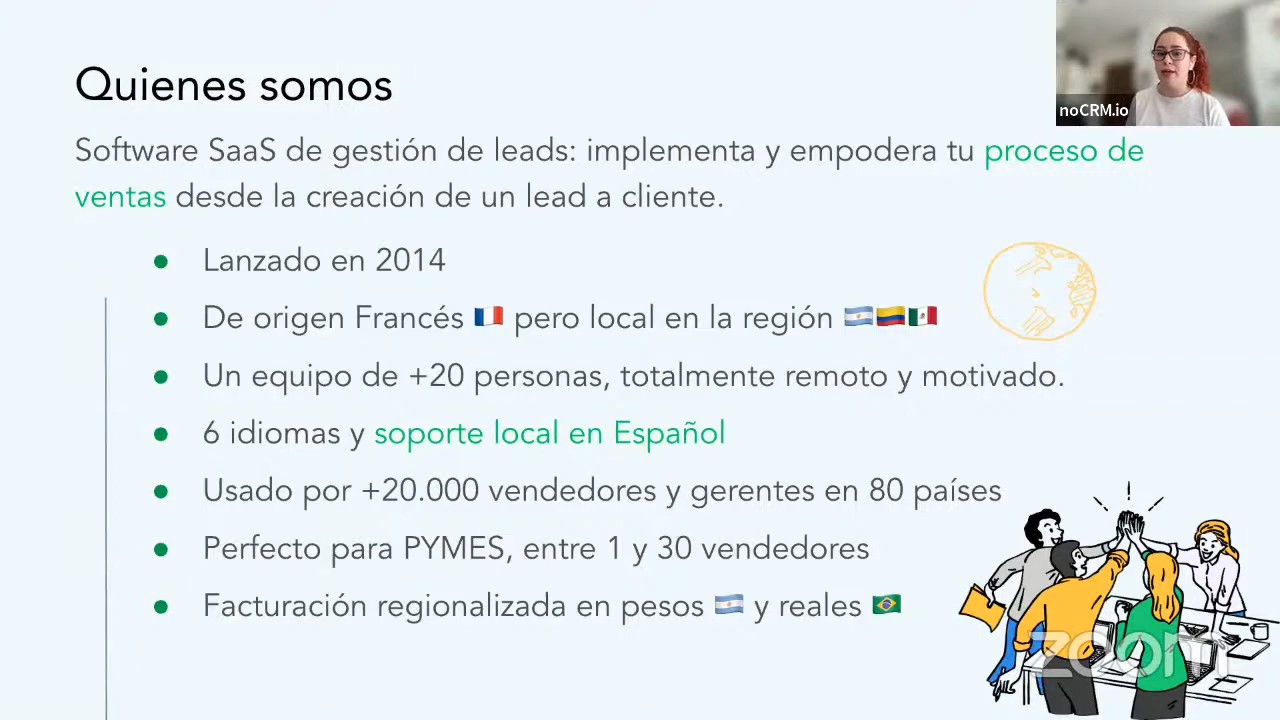 Quienes somos
noCRM.io
Software SaaS de gestión de leads: implementa y empodera tu proceso de
ventas desde la creación de un lead a cliente.
● Lanzado en 2014
● De origen Francés 🇫🇷 pero local en la región 🇦🇷🇨🇴🇲🇽
● Un equipo de +20 personas, totalmente remoto y motivado.
● 6 idiomas y soporte local en Español
● Usado por +20.000 vendedores y gerentes en 80 países
● Perfecto para PYMES, entre 1 y 30 vendedores
● Facturación regionalizada en pesos 🇦🇷 y reales 🇧🇷
zoom